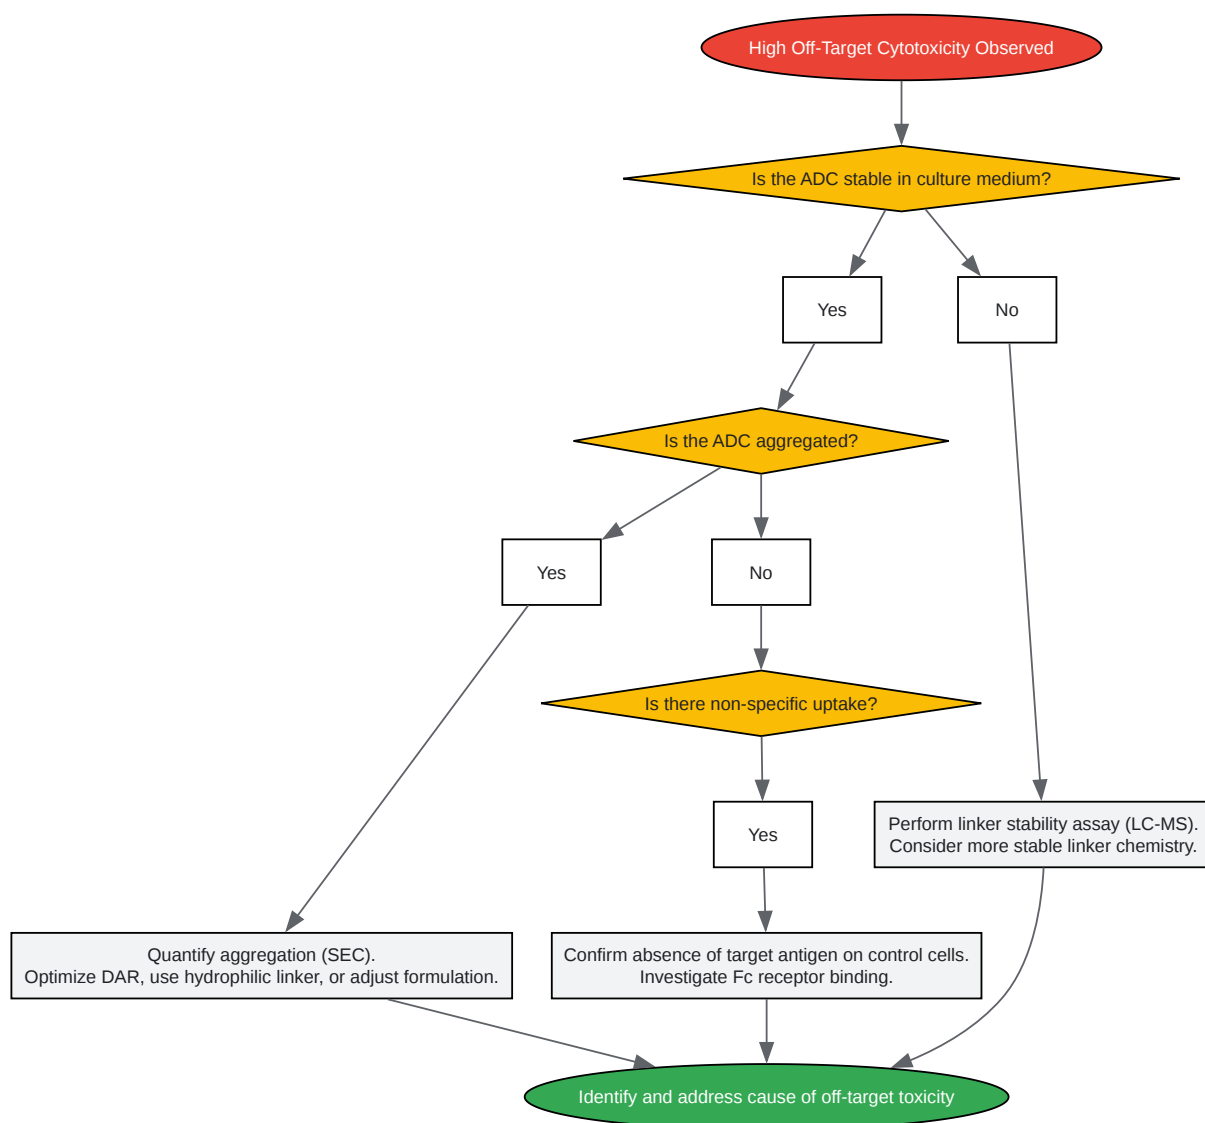 High Off-Target Cytotoxicity Observed
Is the ADC stable in culture medium?
Yes
No
Is the ADC aggregated?
Yes
No
Is there non-specific uptake?
Yes
Perform linker stability assay (LC-MS).
Consider more stable linker chemistry.
Quantify aggregation (SEC).
Optimize DAR, use hydrophilic linker, or adjust formulation.
Confirm absence of target antigen on control cells.
Investigate Fc receptor binding.
Identify and address cause of off-target toxicity